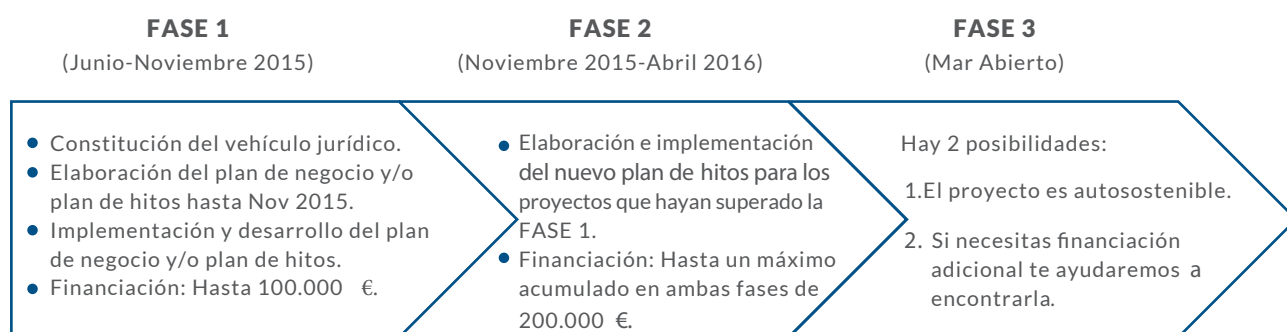 FASE 1
(Junio-Noviembre 2015)
Constitución del vehículo jurídico.
Elaboración del plan de negocio y/o
plan de hitos hasta Nov 2015.
Implementación y desarrollo del plan
de negocio y/o plan de hitos.
Financiación: Hasta 100.000 €.
FASE 2
(Noviembre 2015-Abril 2016)
Elaboración e implementación
del nuevo plan de hitos para los
proyectos que hayan superado la
FASE 1.
Financiación: Hasta un máximo
acumulado en ambas fases de
200.000 €.
FASE 3
(Mar Abierto)
Hay 2 posibilidades:
1.El proyecto es autosostenible.
2. Si necesitas financiación
adicional te ayudaremos a
encontrarla.